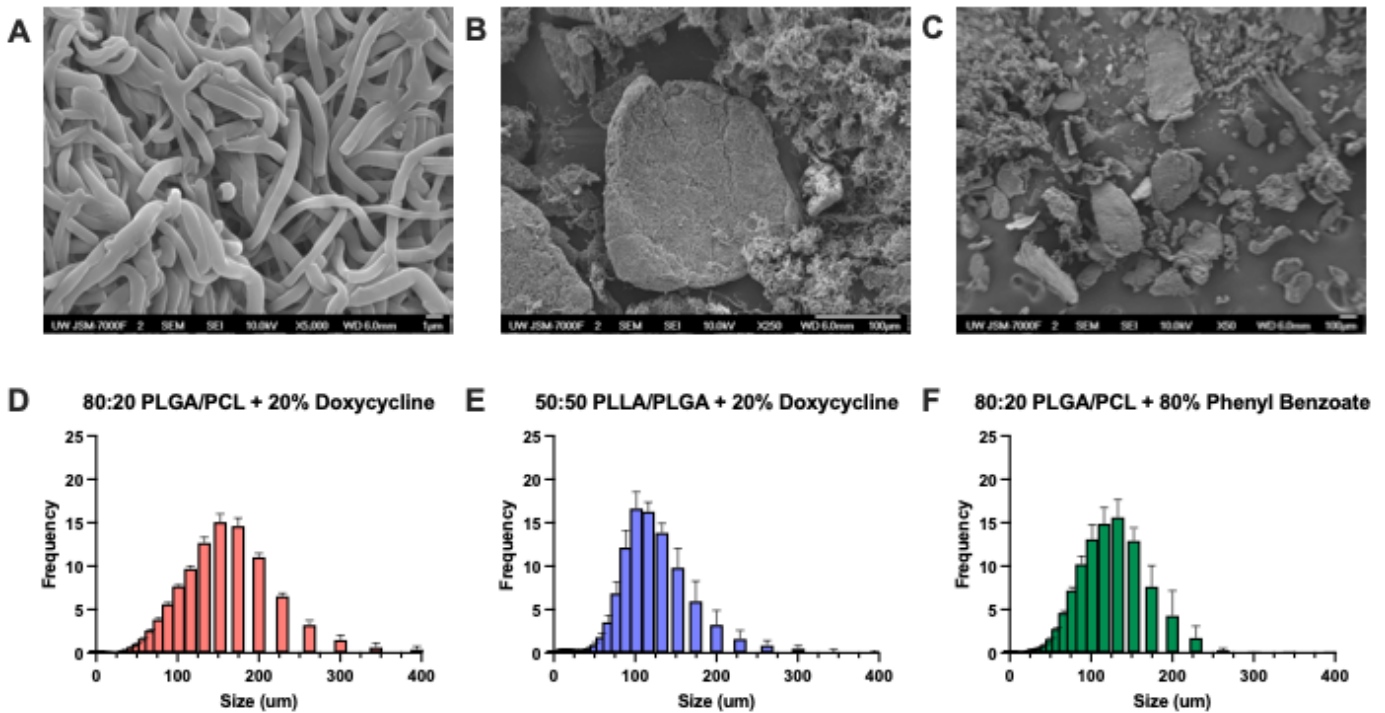 A
B
C
UW JSM-7000F 2 SEM SEI 10.0kV X5,000 WD 6.0mm 1µm
UW JSM-7000F 2 SEM SEI 10.0kV X250 WD 6.0mm 100µm
UW JSM-7000F 2 SEM SEI 10.0kV X50 WD 6.0mm 100µm
D
80:20 PLGA/PCL + 20% Doxycycline
25
20
15
10
5
0
Frequency
0 100 200 300 400
Size (um)
E
50:50 PLLA/PLGA + 20% Doxycycline
25
20
15
10
5
0
Frequency
0 100 200 300 400
Size (um)
F
80:20 PLGA/PCL + 80% Phenyl Benzoate
25
20
15
10
5
0
Frequency
0 100 200 300 400
Size (um)